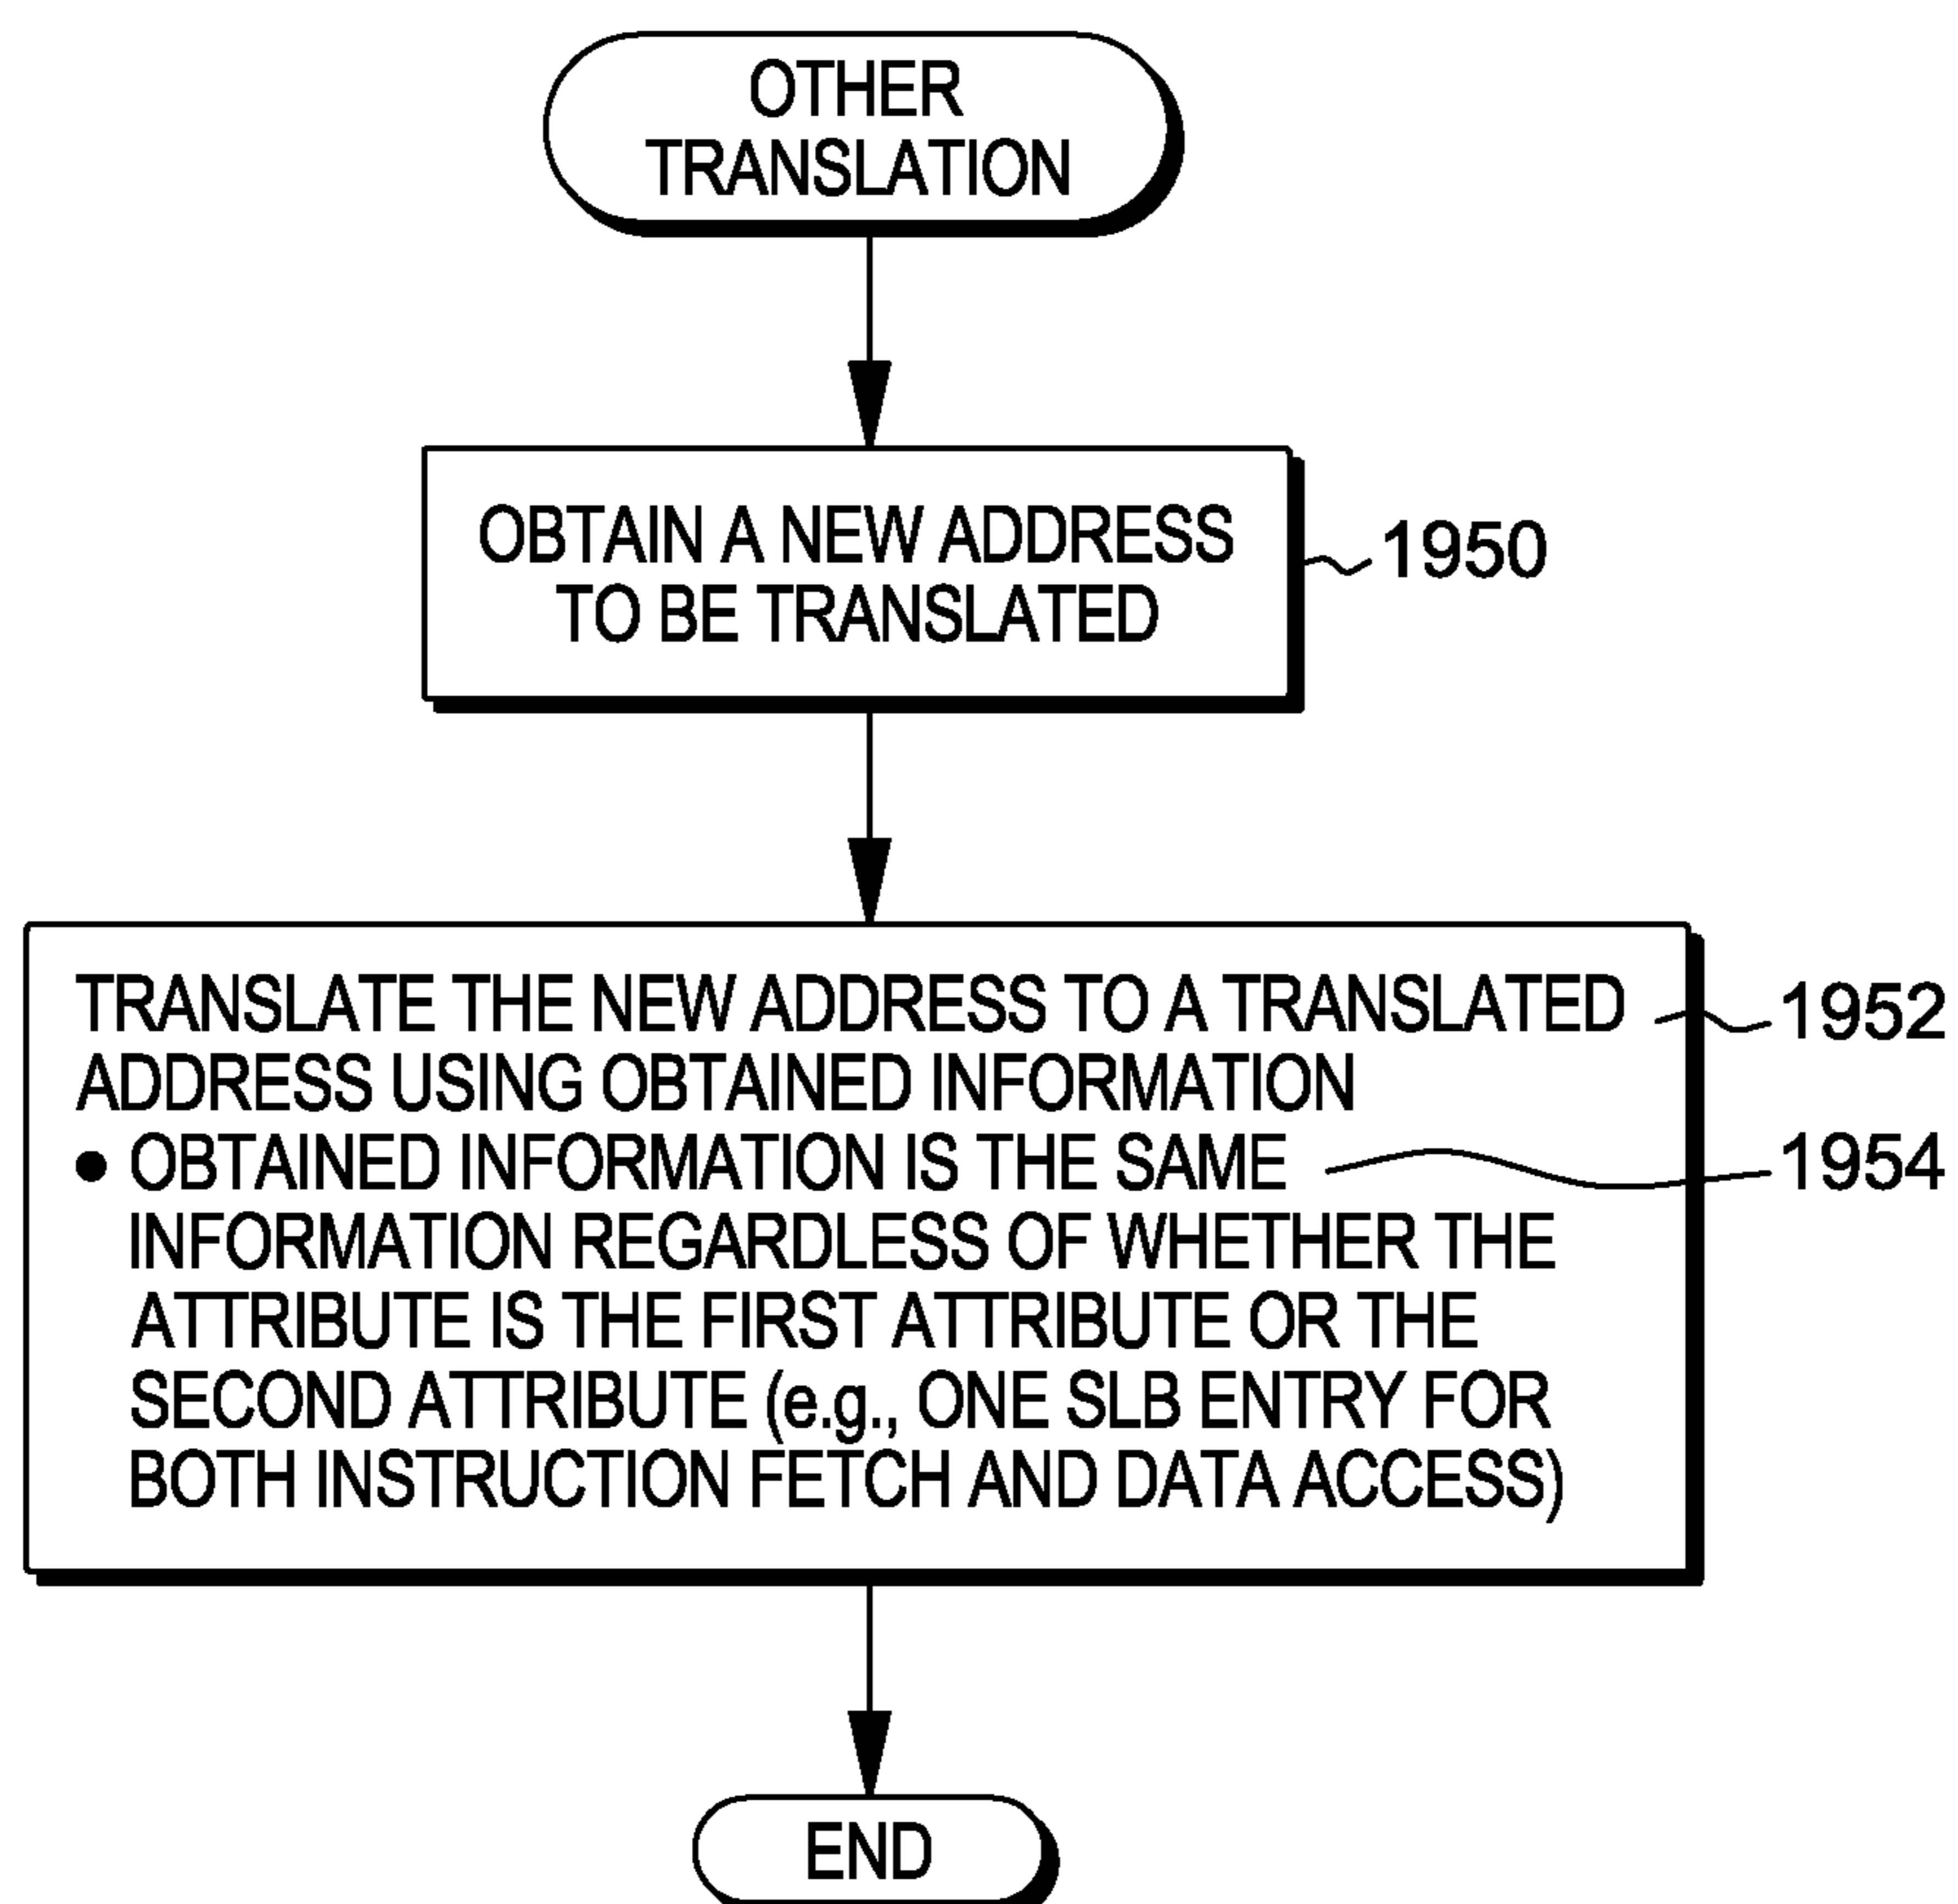 OTHER
TRANSLATION
OBTAIN A NEW ADDRESS
TO BE TRANSLATED
1950
TRANSLATE THE NEW ADDRESS TO A TRANSLATED
1952
ADDRESS USING OBTAINED INFORMATION
● OBTAINED INFORMATION IS THE SAME
1954
INFORMATION REGARDLESS OF WHETHER THE
ATTRIBUTE IS THE FIRST ATTRIBUTE OR THE
SECOND ATTRIBUTE (e.g., ONE SLB ENTRY FOR
BOTH INSTRUCTION FETCH AND DATA ACCESS)
END